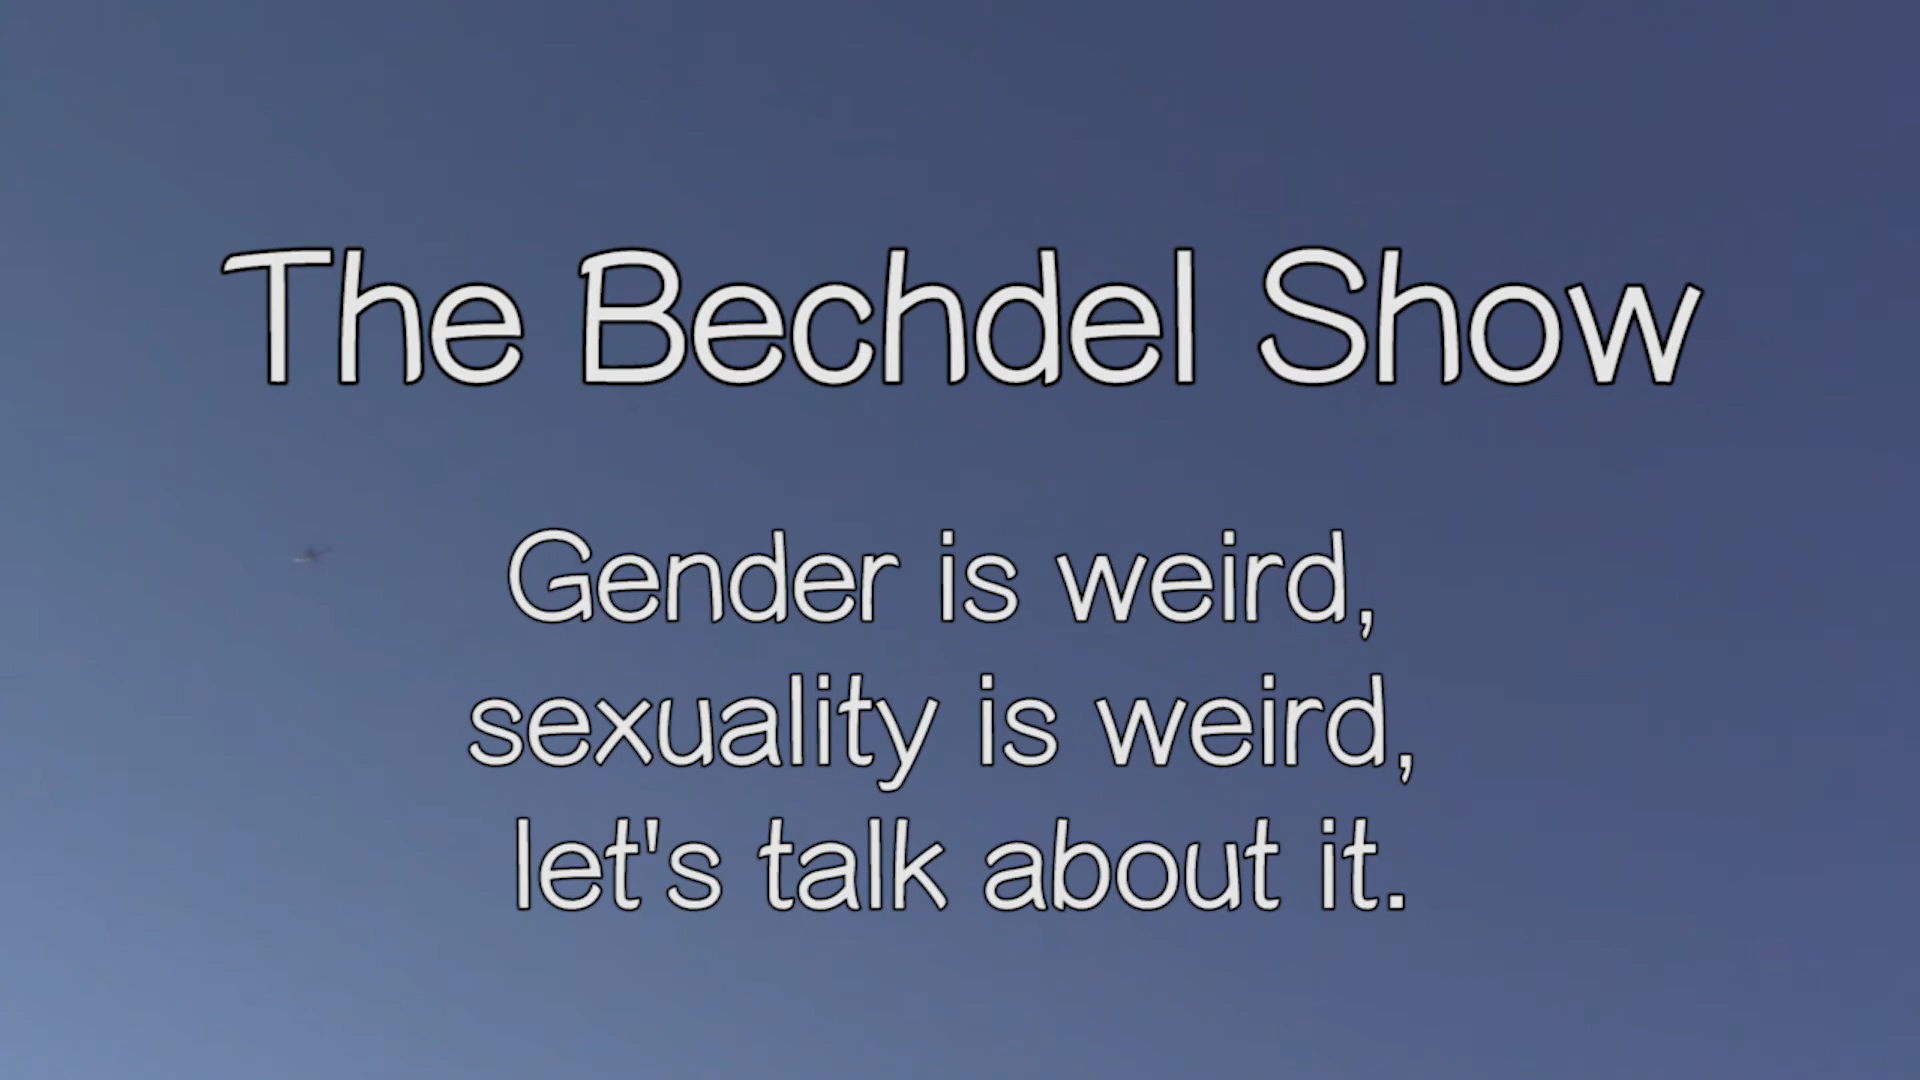 The Bechdel Show
Gender is weird,
sexuality is weird,
let's talk about it.